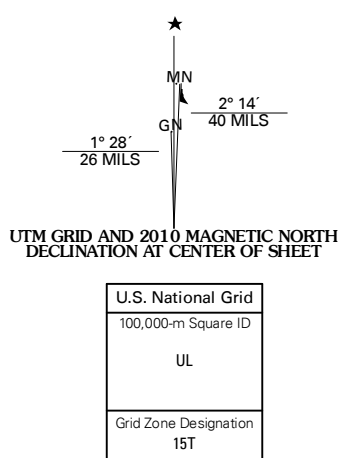 ★
MN
2° 14´
40 MILS
GN
1° 28´
26 MILS
UTM GRID AND 2010 MAGNETIC NORTH
DECLINATION AT CENTER OF SHEET
U.S. National Grid
100,000-m Square ID
UL
Grid Zone Designation
15T